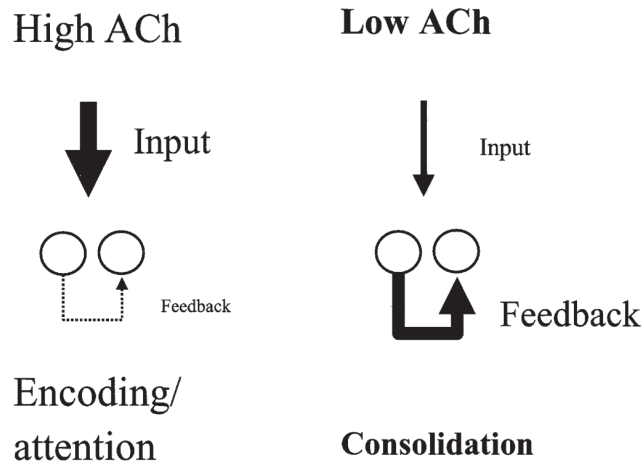 High ACh
Low ACh
Input
Input
Feedback
Feedback
Encoding/
attention
Consolidation